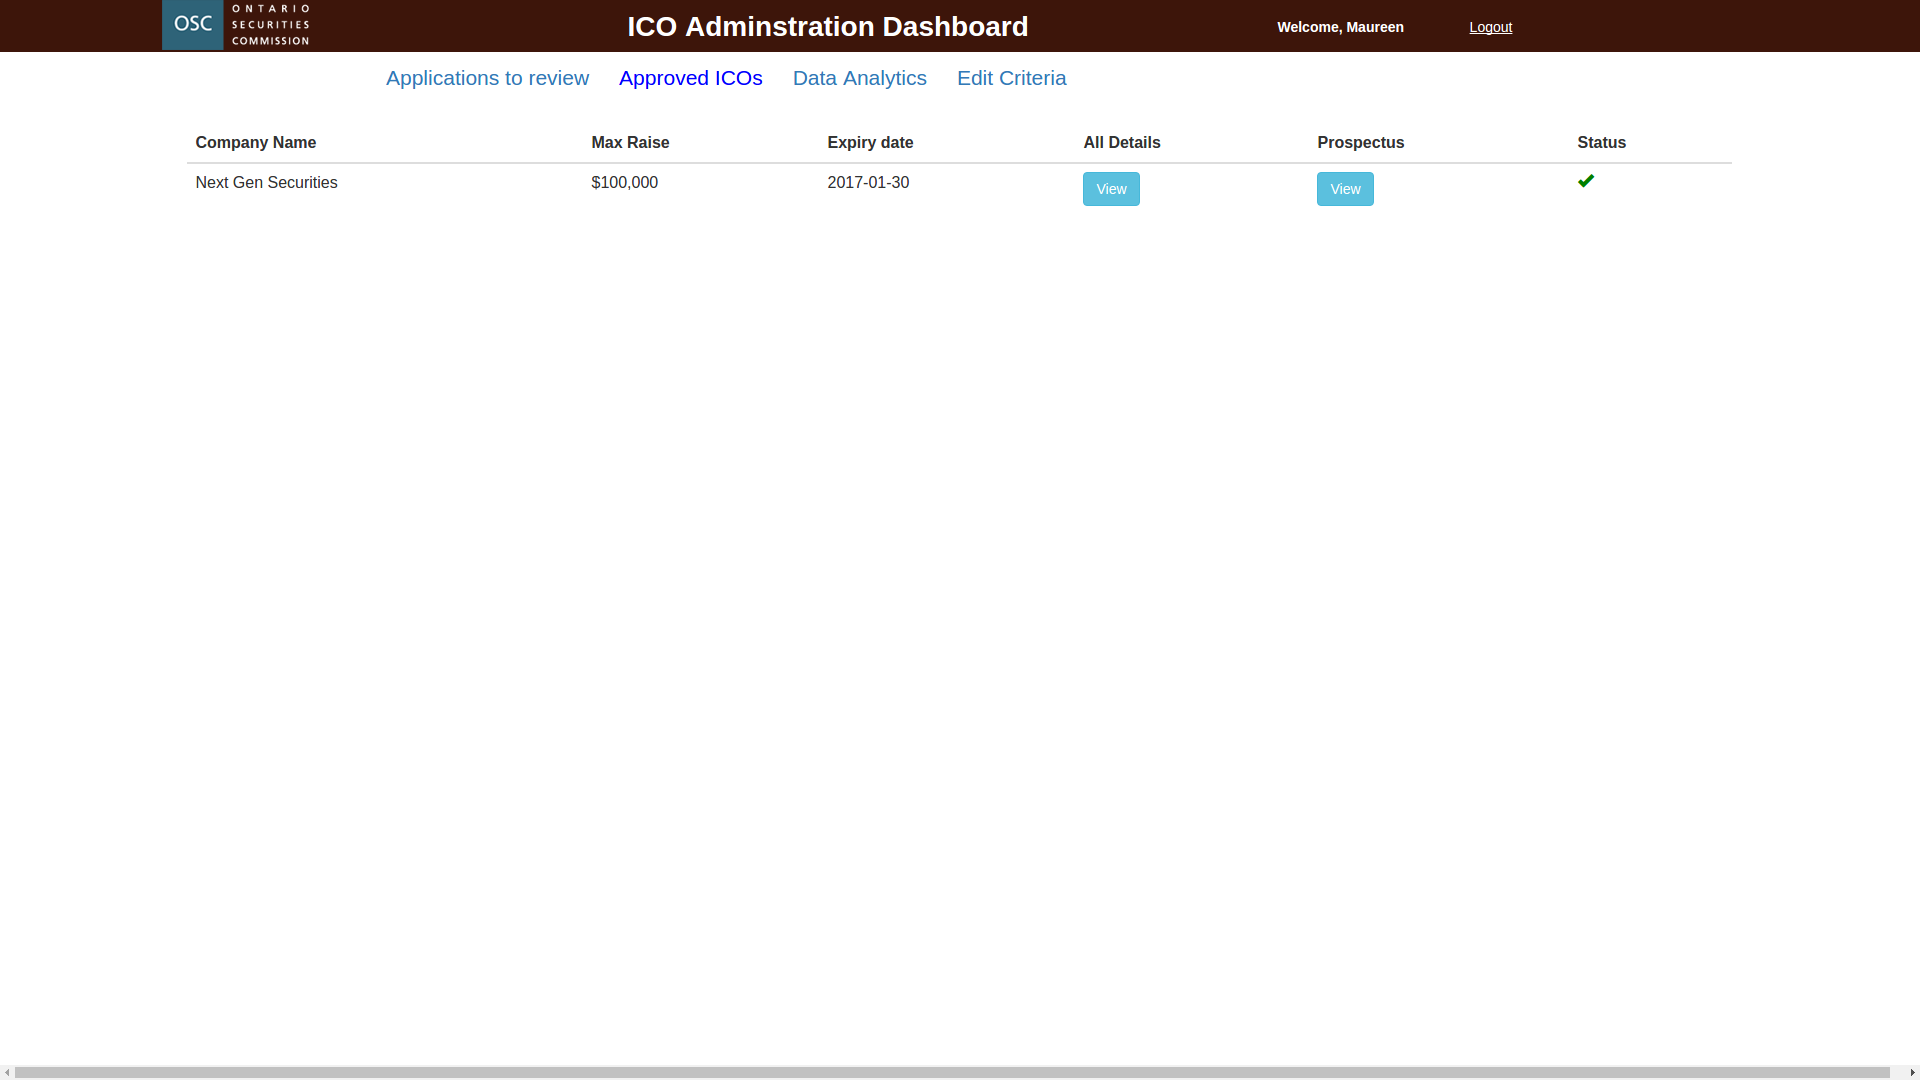 OSC
ONTARIO
SECURITIES
COMMISSION
ICO Adminstration Dashboard
Welcome, Maureen
Logout
Applications to review
Approved ICOs
Data Analytics
Edit Criteria
Company Name Max Raise Expiry date All Details Prospectus Status
Next Gen Securities $100,000 2017-01-30 View View